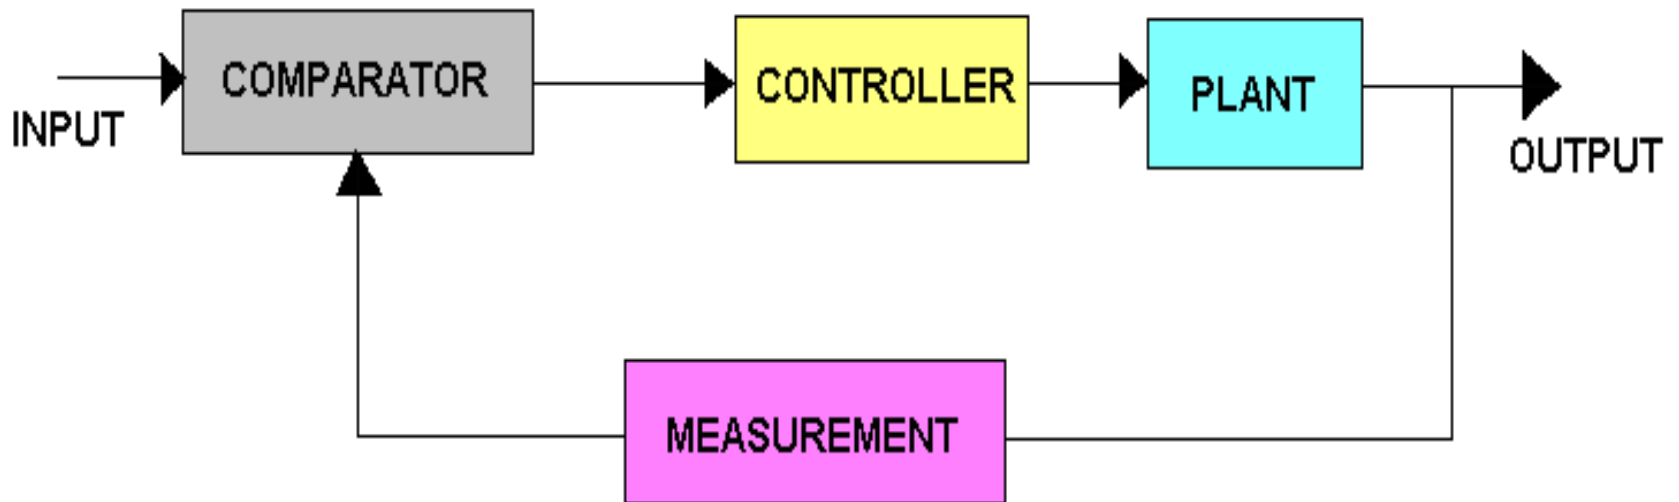 COMPARATOR
CONTROLLER
PLANT
INPUT
OUTPUT
MEASUREMENT